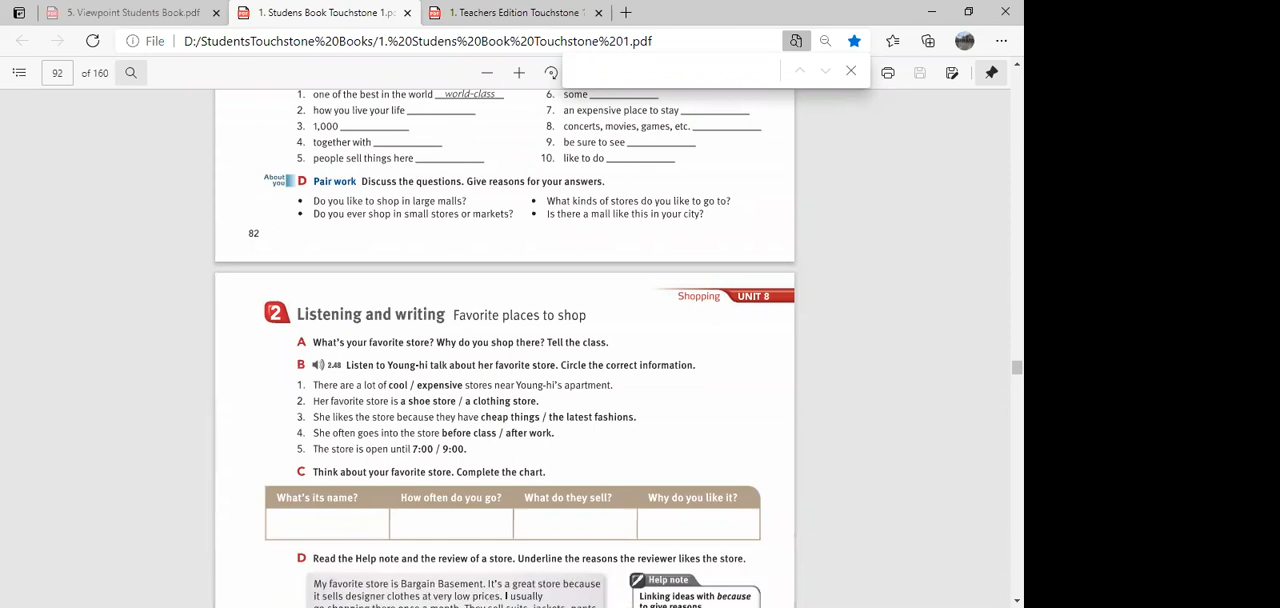 5. Viewpoint Students Book.pdf
1. Studens Book Touchstone 1.pc
1. Teachers Edition Touchstone
File D:/StudentsTouchstone%20Books/1.%20Studens%20Book%20Touchstone%201.pdf
92 of 160
1. one of the best in the world world-class
2. how you live your life
3. 1,000
4. together with
5. people sell things here
6. some
7. an expensive place to stay
8. concerts, movies, games, etc.
9. be sure to see
10. like to do
About you D Pair work Discuss the questions. Give reasons for your answers.
• Do you like to shop in large malls?
• Do you ever shop in small stores or markets?
• What kinds of stores do you like to go to?
• Is there a mall like this in your city?
82
Shopping UNIT 8
2 Listening and writing Favorite places to shop
A What's your favorite store? Why do you shop there? Tell the class.
B 2.48 Listen to Young-hi talk about her favorite store. Circle the correct information.
1. There are a lot of cool / expensive stores near Young-hi's apartment.
2. Her favorite store is a shoe store / a clothing store.
3. She likes the store because they have cheap things / the latest fashions.
4. She often goes into the store before class / after work.
5. The store is open until 7:00 / 9:00.
C Think about your favorite store. Complete the chart.
What's its name? How often do you go? What do they sell? Why do you like it?
D Read the Help note and the review of a store. Underline the reasons the reviewer likes the store.
My favorite store is Bargain Basement. It's a great store because
it sells designer clothes at very low prices. I usually
go shopping there once a month. They sell suits, jackets, pants,
Help note
Linking ideas with because
to give reasons